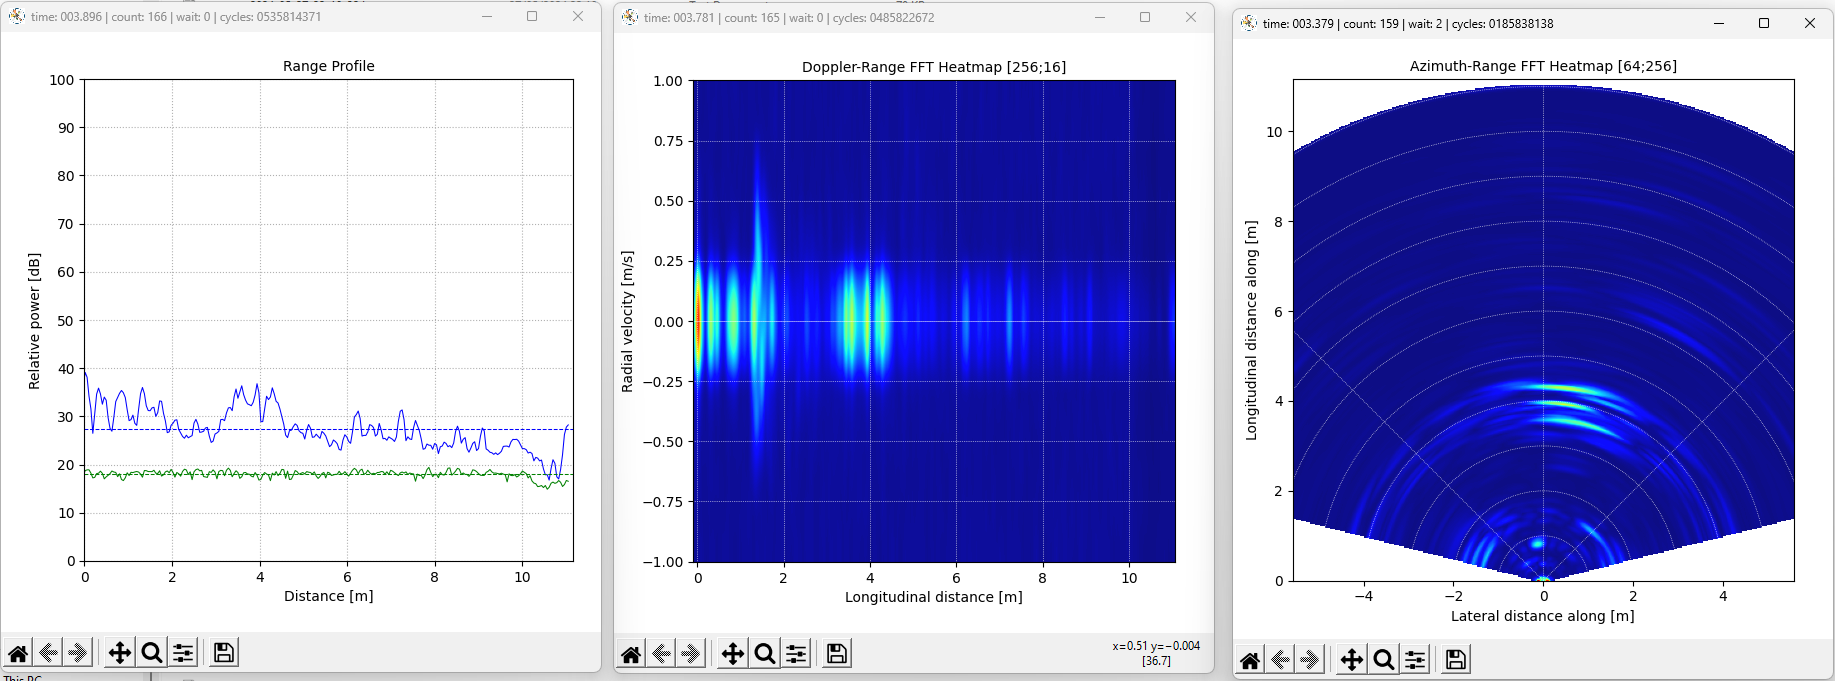 time: 003.896 | count: 166 | wait: 0 | cycles: 0535814371
Range Profile
100
90
80
70
60
50
40
30
20
10
0
Relative power [dB]
0 2 4 6 8 10
Distance [m]
This PC
time: 003.781 | count: 165 | wait: 0 | cycles: 0485822672
Doppler-Range FFT Heatmap [256;16]
1.00
0.75
0.50
0.25
0.00
−0.25
−0.50
−0.75
−1.00
Radial velocity [m/s]
0 2 4 6 8 10
Longitudinal distance [m]
x=0.51 y=−0.004
[36.7]
time: 003.379 | count: 159 | wait: 2 | cycles: 0185838138
Azimuth-Range FFT Heatmap [64;256]
10
8
6
4
2
0
Longitudinal distance along [m]
−4 −2 0 2 4
Lateral distance along [m]